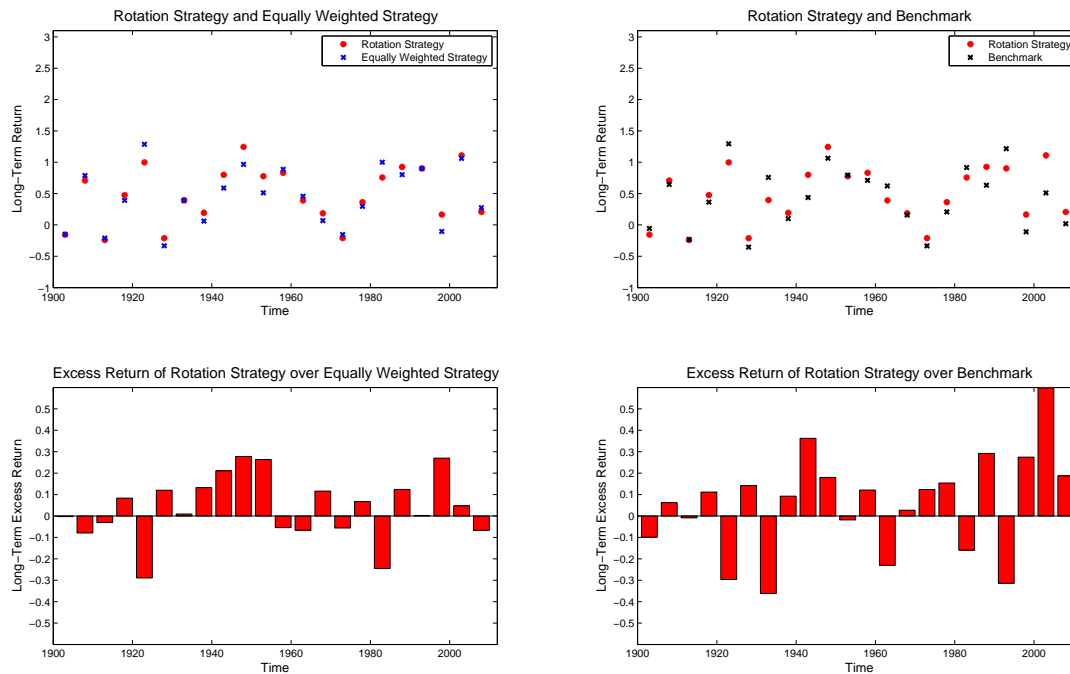 Rotation Strategy and Equally Weighted Strategy
Rotation Strategy
Equally Weighted Strategy
Long−Term Return
3
2.5
2
1.5
1
0.5
0
−0.5
−1
1900 1920 1940 1960 1980 2000
Time
Rotation Strategy and Benchmark
Rotation Strategy
Benchmark
Long−Term Return
3
2.5
2
1.5
1
0.5
0
−0.5
−1
1900 1920 1940 1960 1980 2000
Time
Excess Return of Rotation Strategy over Equally Weighted Strategy
Long−Term Excess Return
0.5
0.4
0.3
0.2
0.1
0
−0.1
−0.2
−0.3
−0.4
−0.5
1900 1920 1940 1960 1980 2000
Time
Excess Return of Rotation Strategy over Benchmark
Long−Term Excess Return
0.5
0.4
0.3
0.2
0.1
0
−0.1
−0.2
−0.3
−0.4
−0.5
1900 1920 1940 1960 1980 2000
Time